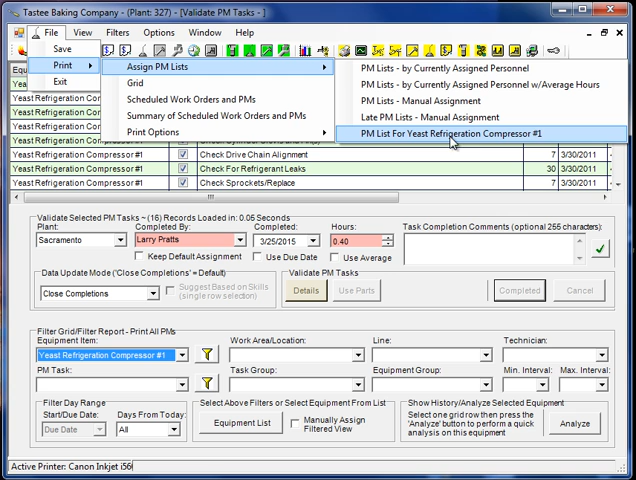 Tastee Baking Company - (Plant: 327) - [Validate PM Tasks - ]
File View Filters Options Window Help
Save
Print
Exit
Assign PM Lists
Grid
Scheduled Work Orders and PMs
Summary of Scheduled Work Orders and PMs
Print Options
PM Lists - by Currently Assigned Personnel
PM Lists - by Currently Assigned Personnel w/Average Hours
PM Lists - Manual Assignment
Late PM Lists - Manual Assignment
PM List For Yeast Refrigeration Compressor #1
Yeast Refrigeration Com
Yeast Refrigeration Compressor #1 Check Drive Chain Alignment 7 3/30/2011
Yeast Refrigeration Compressor #1 Check For Refrigerant Leaks 30 3/30/2011
Yeast Refrigeration Compressor #1 Check Sprockets/Replace 7 3/30/2011
Validate Selected PM Tasks ~ (16) Records Loaded in: 0.05 Seconds
Plant: Completed By: Completed: Hours: Task Completion Comments (optional 255 characters):
Sacramento Larry Pratts 3/25/2015 0.40
Keep Default Assignment Use Due Date Use Average
Data Update Mode ('Close Completions' = Default)
Close Completions
Suggest Based on Skills
(single row selection)
Validate PM Tasks
Details Use Parts Completed Cancel
Filter Grid/Filter Report - Print All PMs
Equipment Item: Work Area/Location: Line: Technician:
Yeast Refrigeration Compressor #1
PM Task: Task Group: Equipment Group: Min. Interval: Max. Interval:
Filter Day Range
Start/Due Date: Days From Today:
Due Date All
Select Above Filters or Select Equipment From List
Equipment List
Manually Assign
Filtered View
Show History/Analyze Selected Equipment
Select one grid row then press the
'Analyze' button to perform a quick
analysis on this equipment
Analyze
Active Printer: Canon Inkjet i56